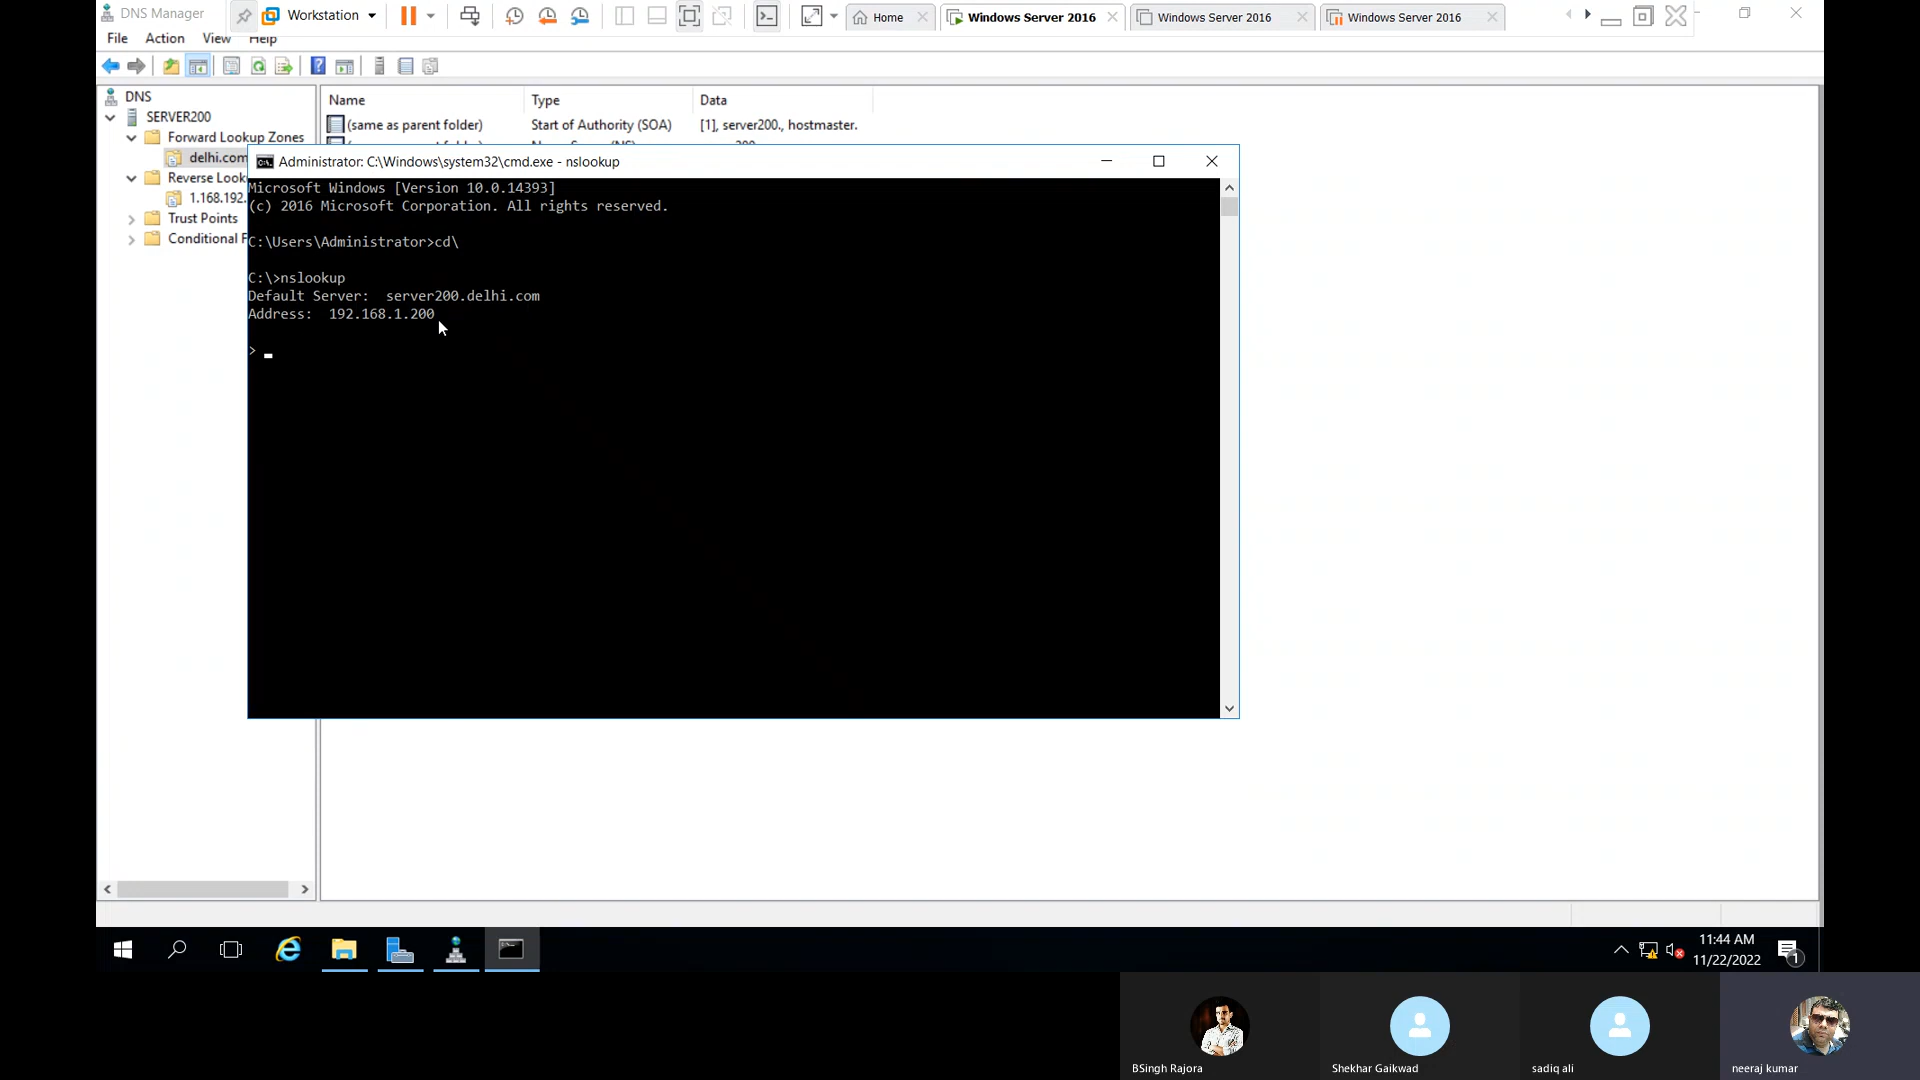 DNS Manager
Workstation
Home
Windows Server 2016
Windows Server 2016
Windows Server 2016
File Action View Help
DNS
SERVER200
Forward Lookup Zones
delhi.com
Reverse Look
1.168.192.
Trust Points
Conditional F
Name Type Data
(same as parent folder) Start of Authority (SOA) [1], server200., hostmaster.
Administrator: C:\Windows\system32\cmd.exe - nslookup
Microsoft Windows [Version 10.0.14393]
(c) 2016 Microsoft Corporation. All rights reserved.
C:\Users\Administrator>cd\
C:\>nslookup
Default Server:  server200.delhi.com
Address:  192.168.1.200
>
11:44 AM
11/22/2022
1
BSingh Rajora
Shekhar Gaikwad
sadiq ali
neeraj kumar